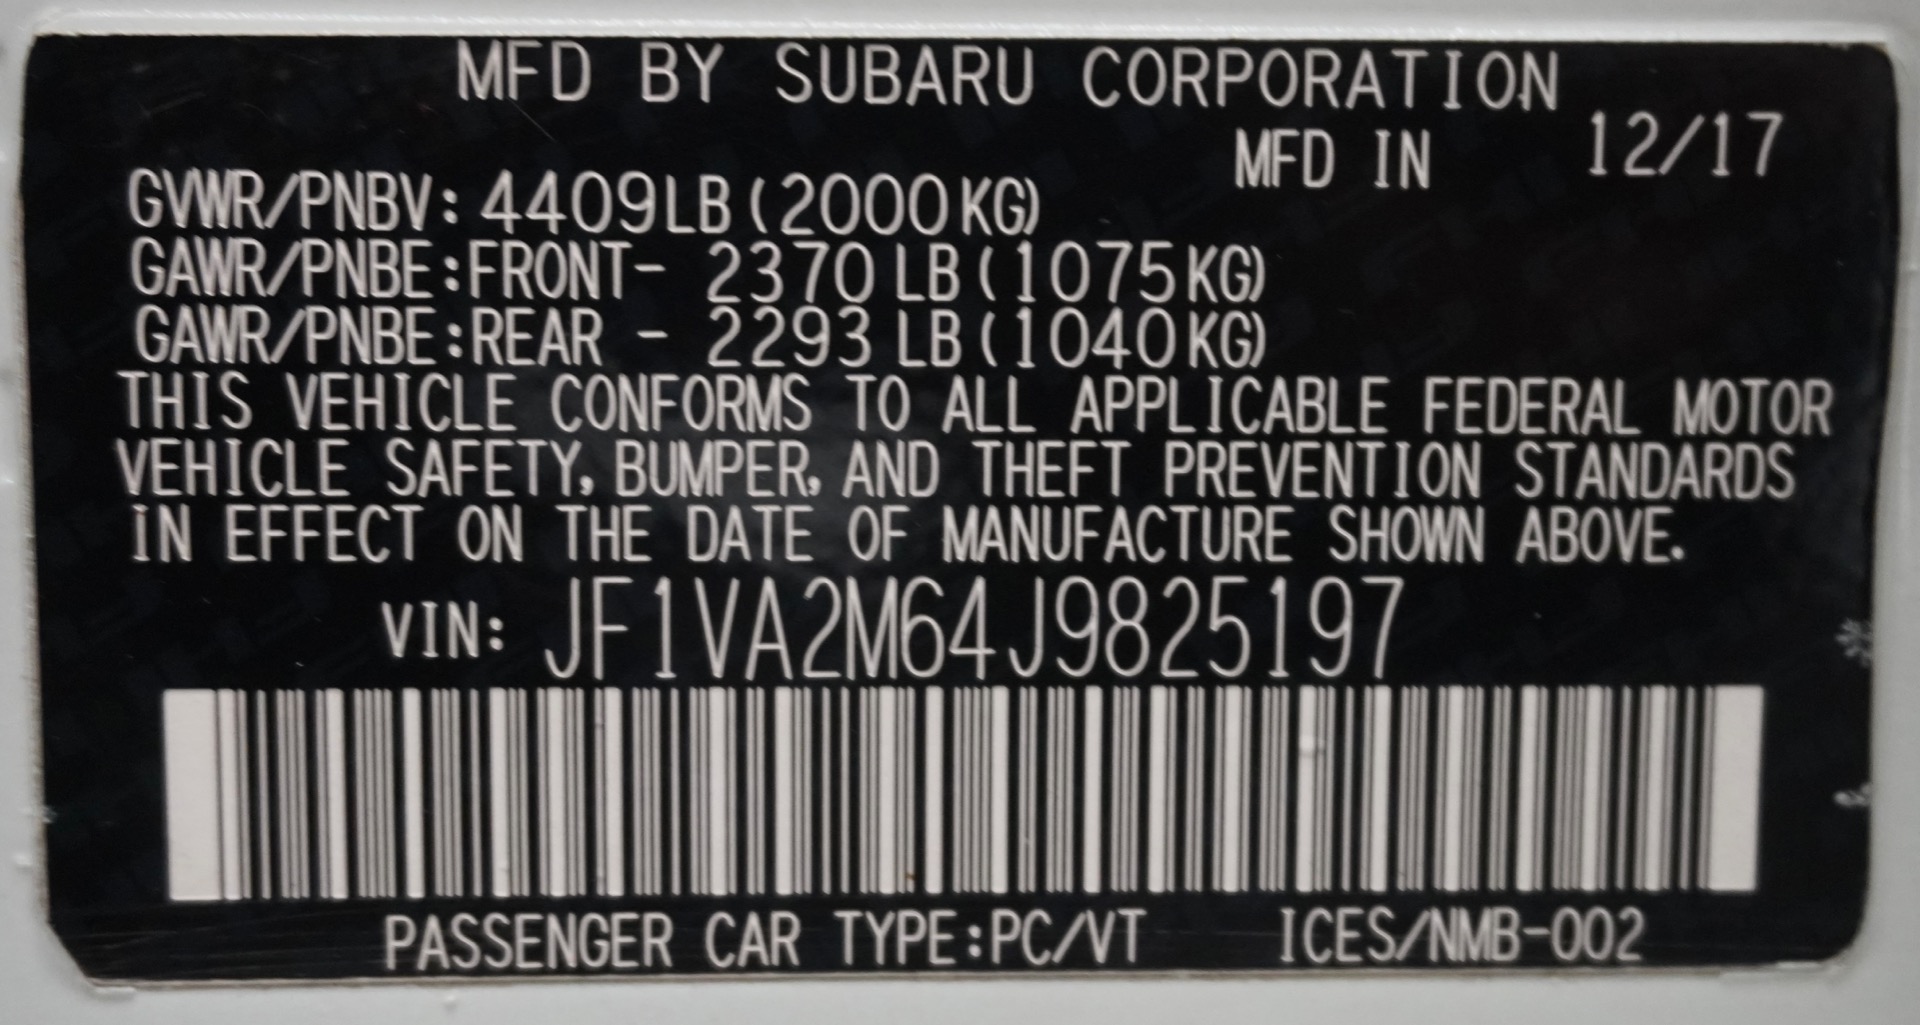 MFD BY SUBARU CORPORATION
MFD IN 12/17
GVWR/PNBV: 4409LB(2000KG)
GAWR/PNBE:FRONT- 2370 LB(1075KG)
GAWR/PNBE:REAR - 2293 LB(1040KG)
THIS VEHICLE CONFORMS TO ALL APPLICABLE FEDERAL MOTOR
VEHICLE SAFETY, BUMPER, AND THEFT PREVENTION STANDARDS
IN EFFECT ON THE DATE OF MANUFACTURE SHOWN ABOVE.
VIN: JF1VA2M64J9825197
PASSENGER CAR TYPE:PC/VT ICES/NMB-002